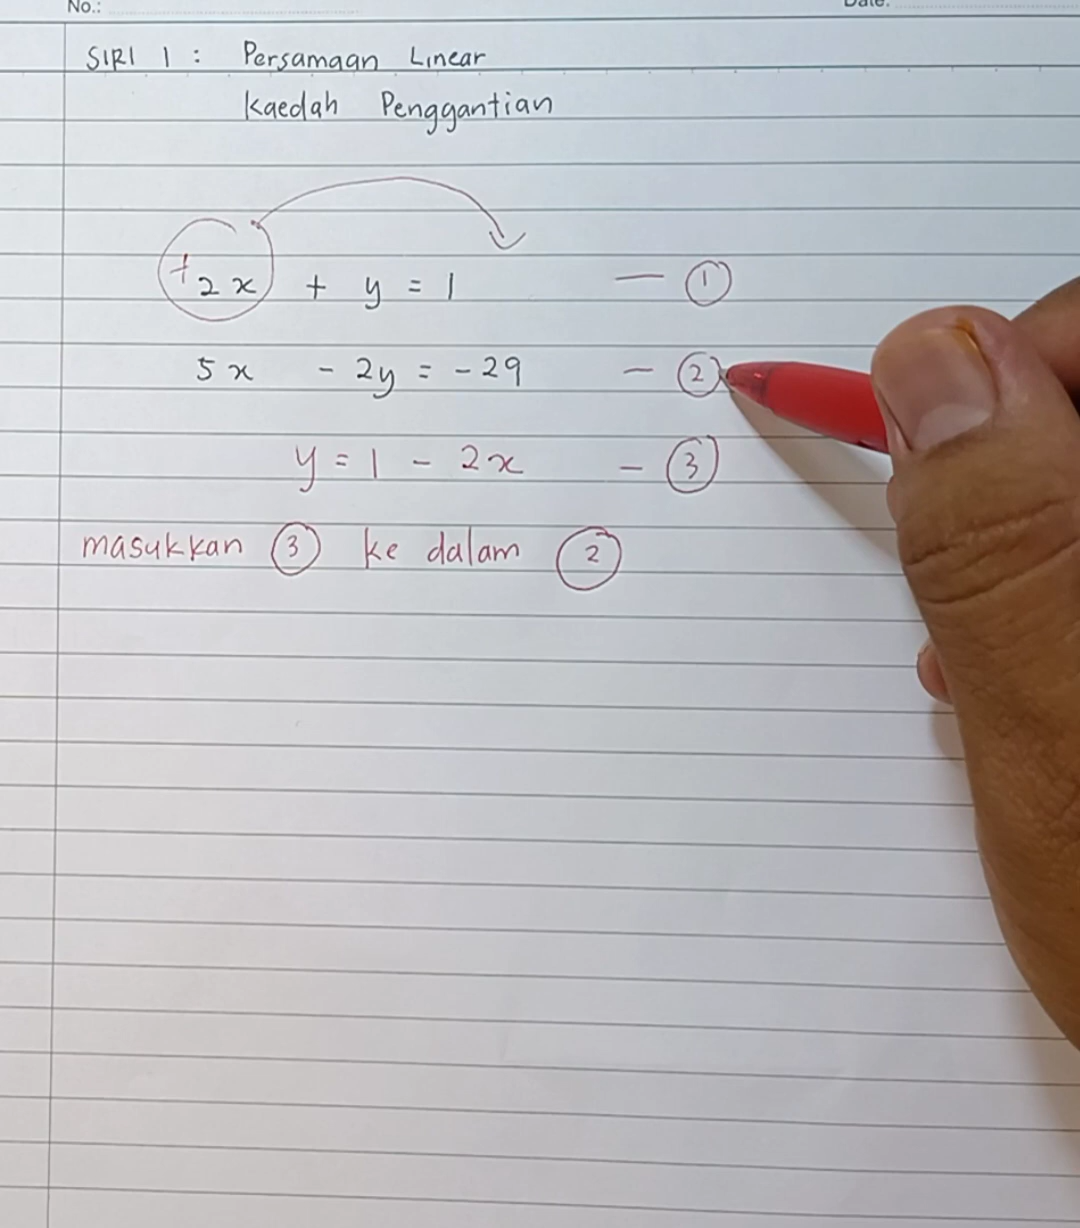 No.: Date:
SIRI 1 : Persamaan Linear
Kaedah Penggantian
+2x + y = 1 — ①
5x - 2y = -29 — ②
y = 1 - 2x - ③
masukkan ③ ke dalam ②